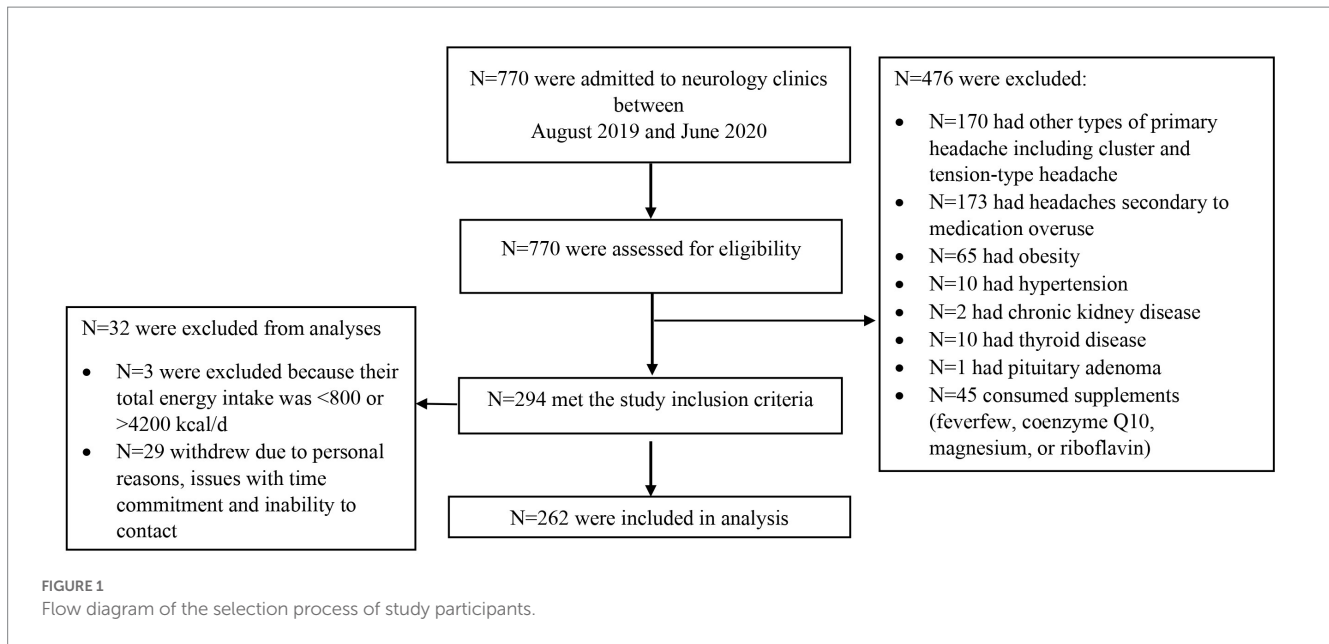 N=770 were admitted to neurology clinics
between
August 2019 and June 2020
N=476 were excluded:
• N=170 had other types of primary
headache including cluster and
tension-type headache
• N=173 had headaches secondary to
medication overuse
• N=65 had obesity
• N=10 had hypertension
• N=2 had chronic kidney disease
• N=10 had thyroid disease
• N=1 had pituitary adenoma
• N=45 consumed supplements
(feverfew, coenzyme Q10,
magnesium, or riboflavin)
N=770 were assessed for eligibility
N=32 were excluded from analyses
• N=3 were excluded because their
total energy intake was <800 or
>4200 kcal/d
• N=29 withdrew due to personal
reasons, issues with time
commitment and inability to
contact
N=294 met the study inclusion criteria
N=262 were included in analysis
FIGURE 1
Flow diagram of the selection process of study participants.